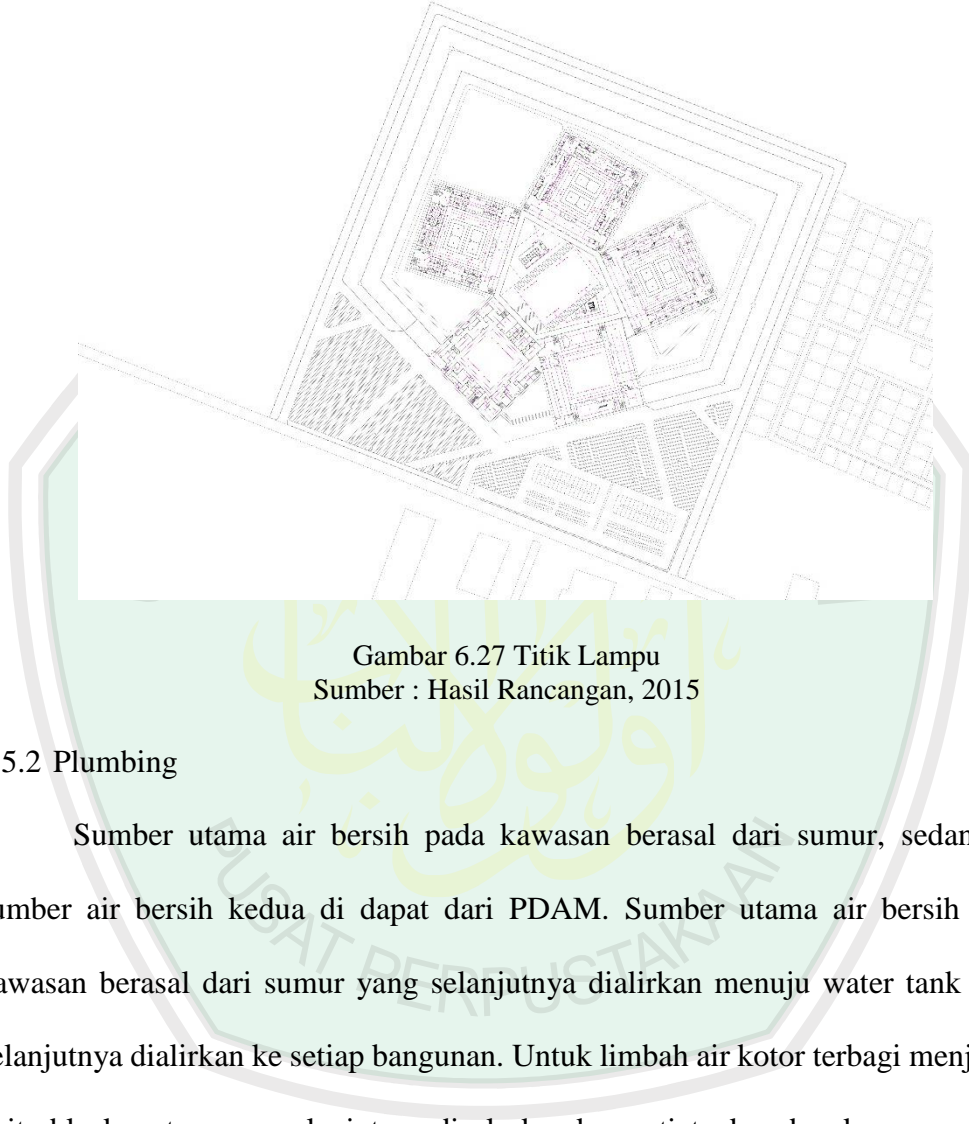 Gambar 6.27 Titik Lampu
Sumber : Hasil Rancangan, 2015
5.2 Plumbing
Sumber utama air bersih pada kawasan berasal dari sumur, sedan
umber air bersih kedua di dapat dari PDAM. Sumber utama air bersih
awasan berasal dari sumur yang selanjutnya dialirkan menuju water tank
elanjutnya dialirkan ke setiap bangunan. Untuk limbah air kotor terbagi menj
PUSAT PERPUSTAKAAN